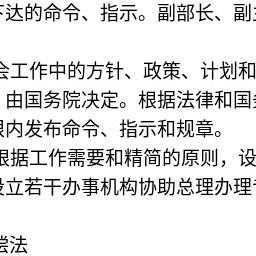 下达的命令、指示。副部长、副主
会工作中的方针、政策、计划和
，由国务院决定。根据法律和国务
限内发布命令、指示和规章。
根据工作需要和精简的原则，设
设立若干办事机构协助总理办理专
偿法